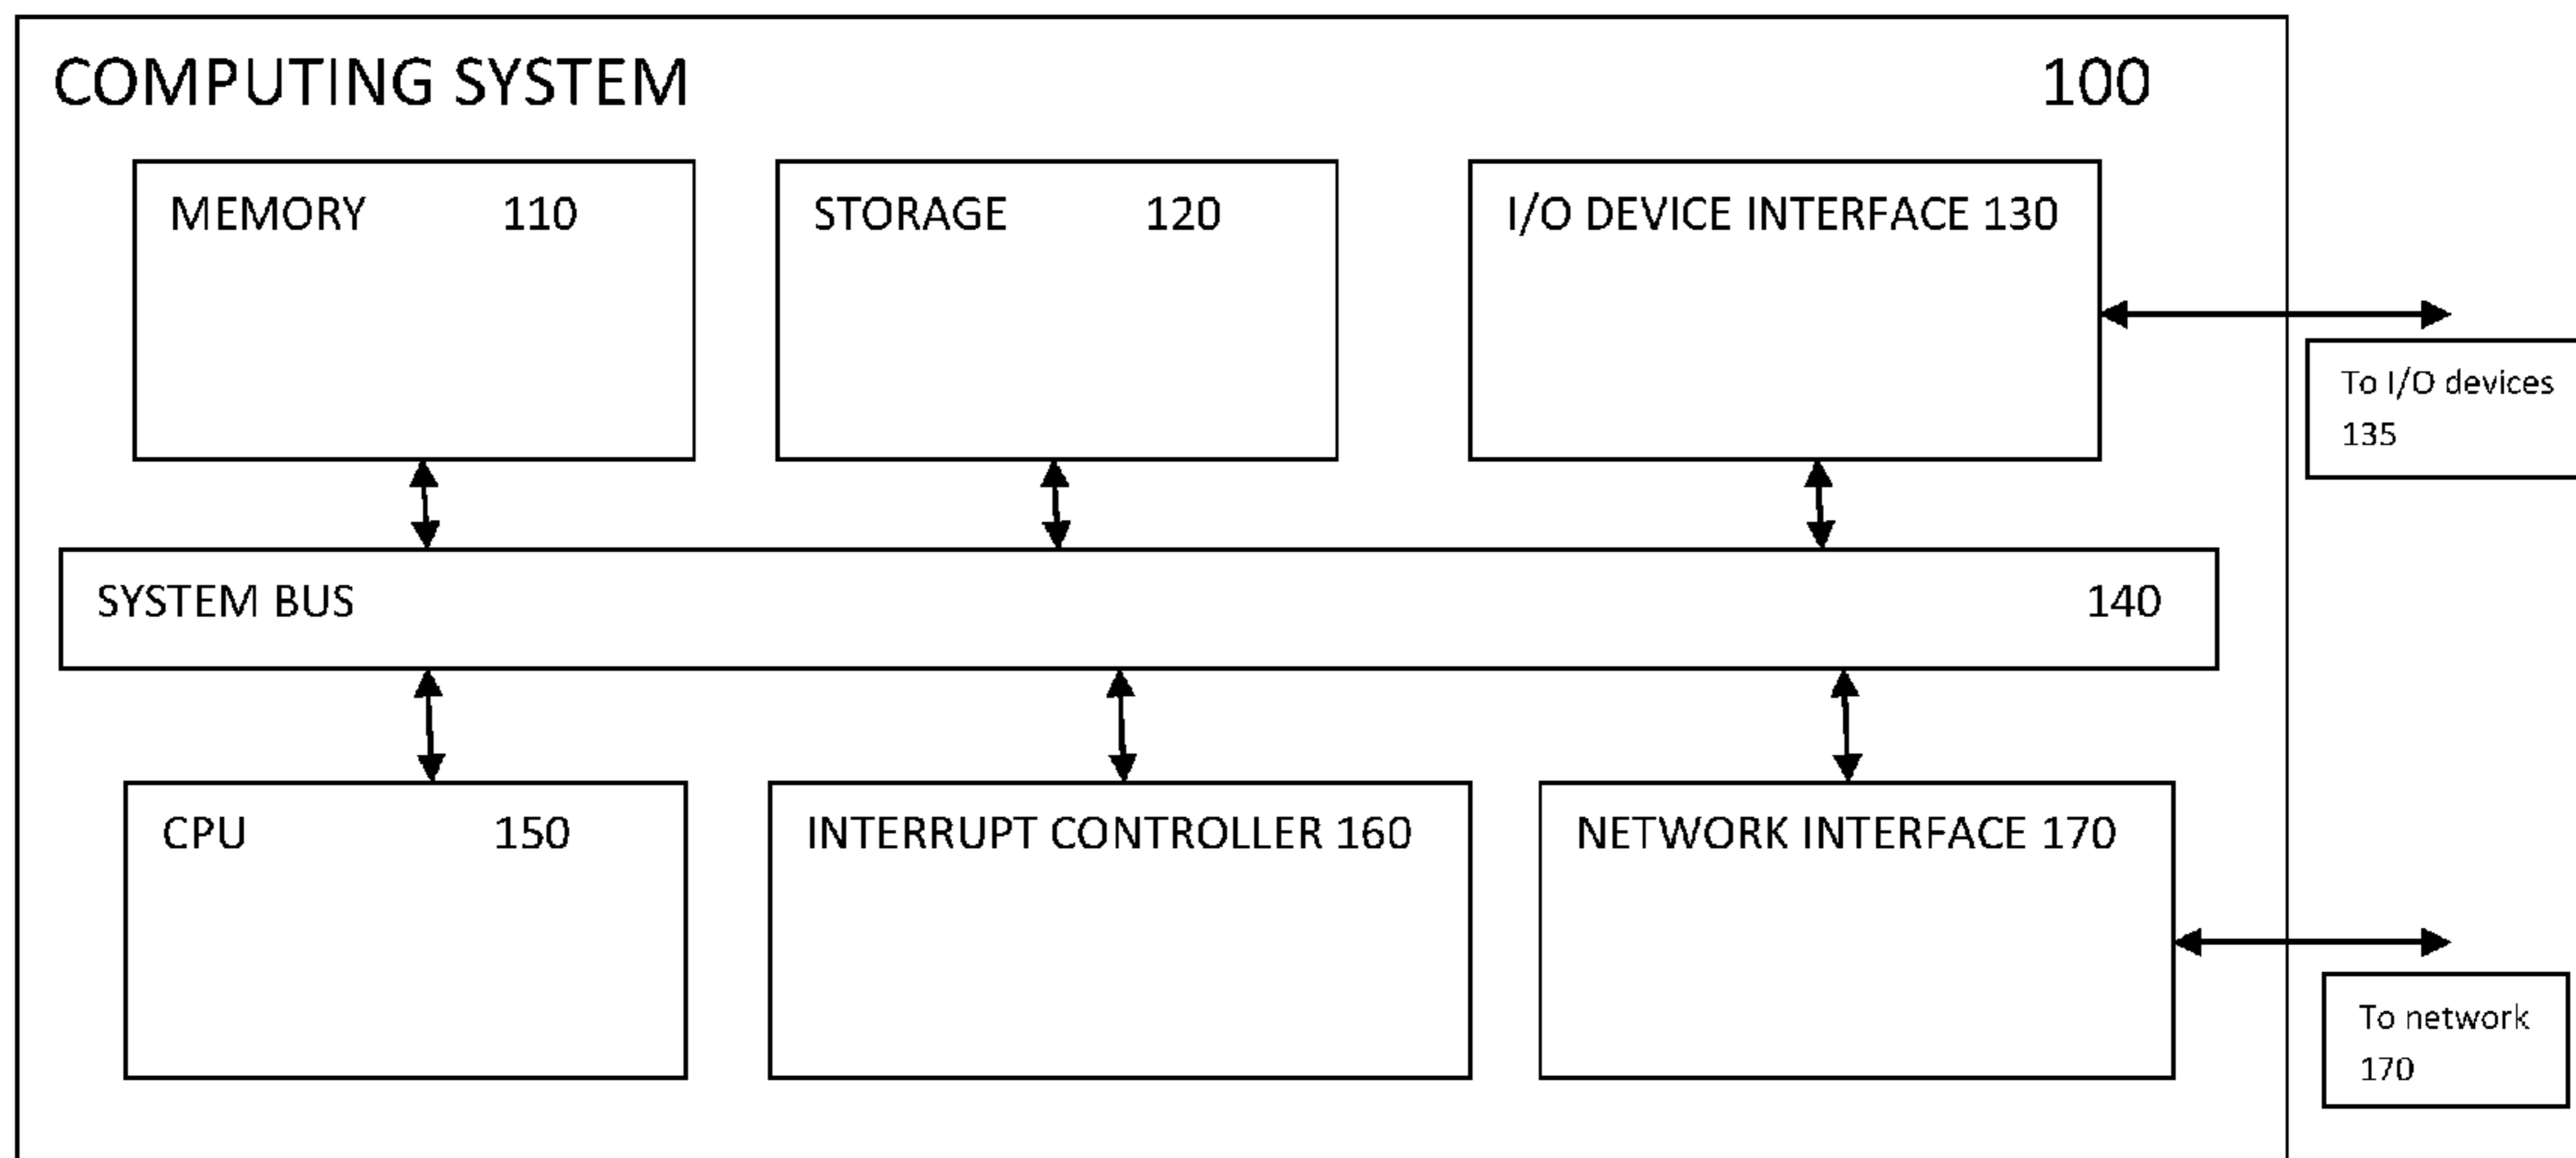 COMPUTING SYSTEM 100
MEMORY 110
STORAGE 120
I/O DEVICE INTERFACE 130
To I/O devices
135
SYSTEM BUS 140
CPU 150
INTERRUPT CONTROLLER 160
NETWORK INTERFACE 170
To network
170